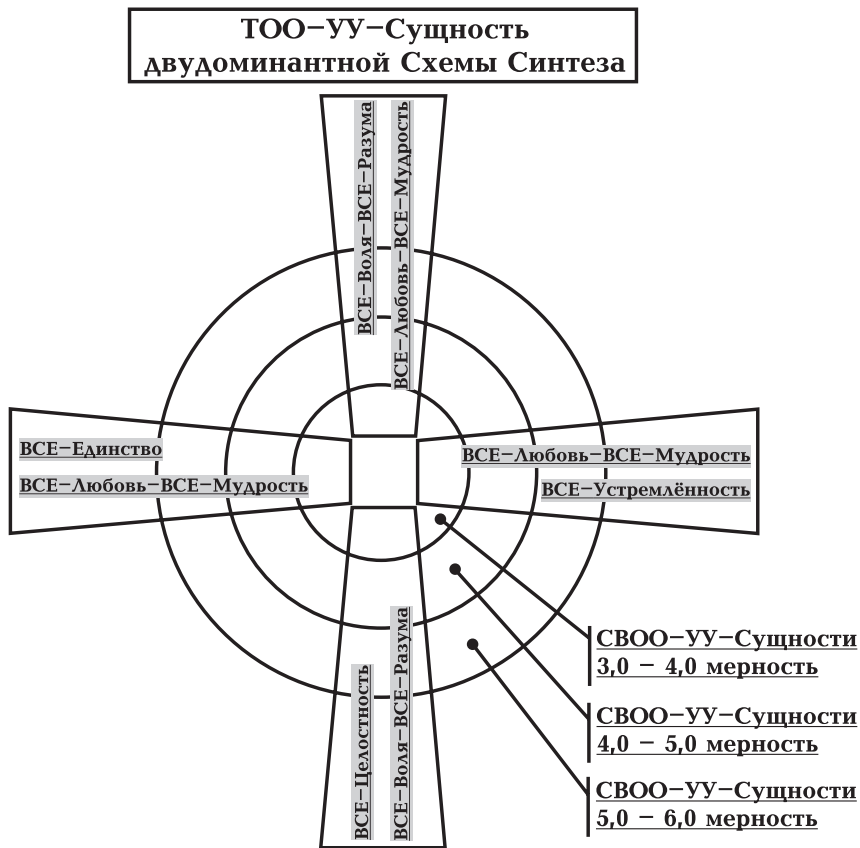 ТОО–УУ–Сущность
двудоминантной Схемы Синтеза
ВСЕ–Воля–ВСЕ–Разума
ВСЕ–Любовь–ВСЕ–Мудрость
ВСЕ–Единство
ВСЕ–Любовь–ВСЕ–Мудрость
ВСЕ–Любовь–ВСЕ–Мудрость
ВСЕ–Устремлённость
ВСЕ–Целостность
ВСЕ–Воля–ВСЕ–Разума
СВОО–УУ–Сущности
3,0 – 4,0 мерность
СВОО–УУ–Сущности
4,0 – 5,0 мерность
СВОО–УУ–Сущности
5,0 – 6,0 мерность